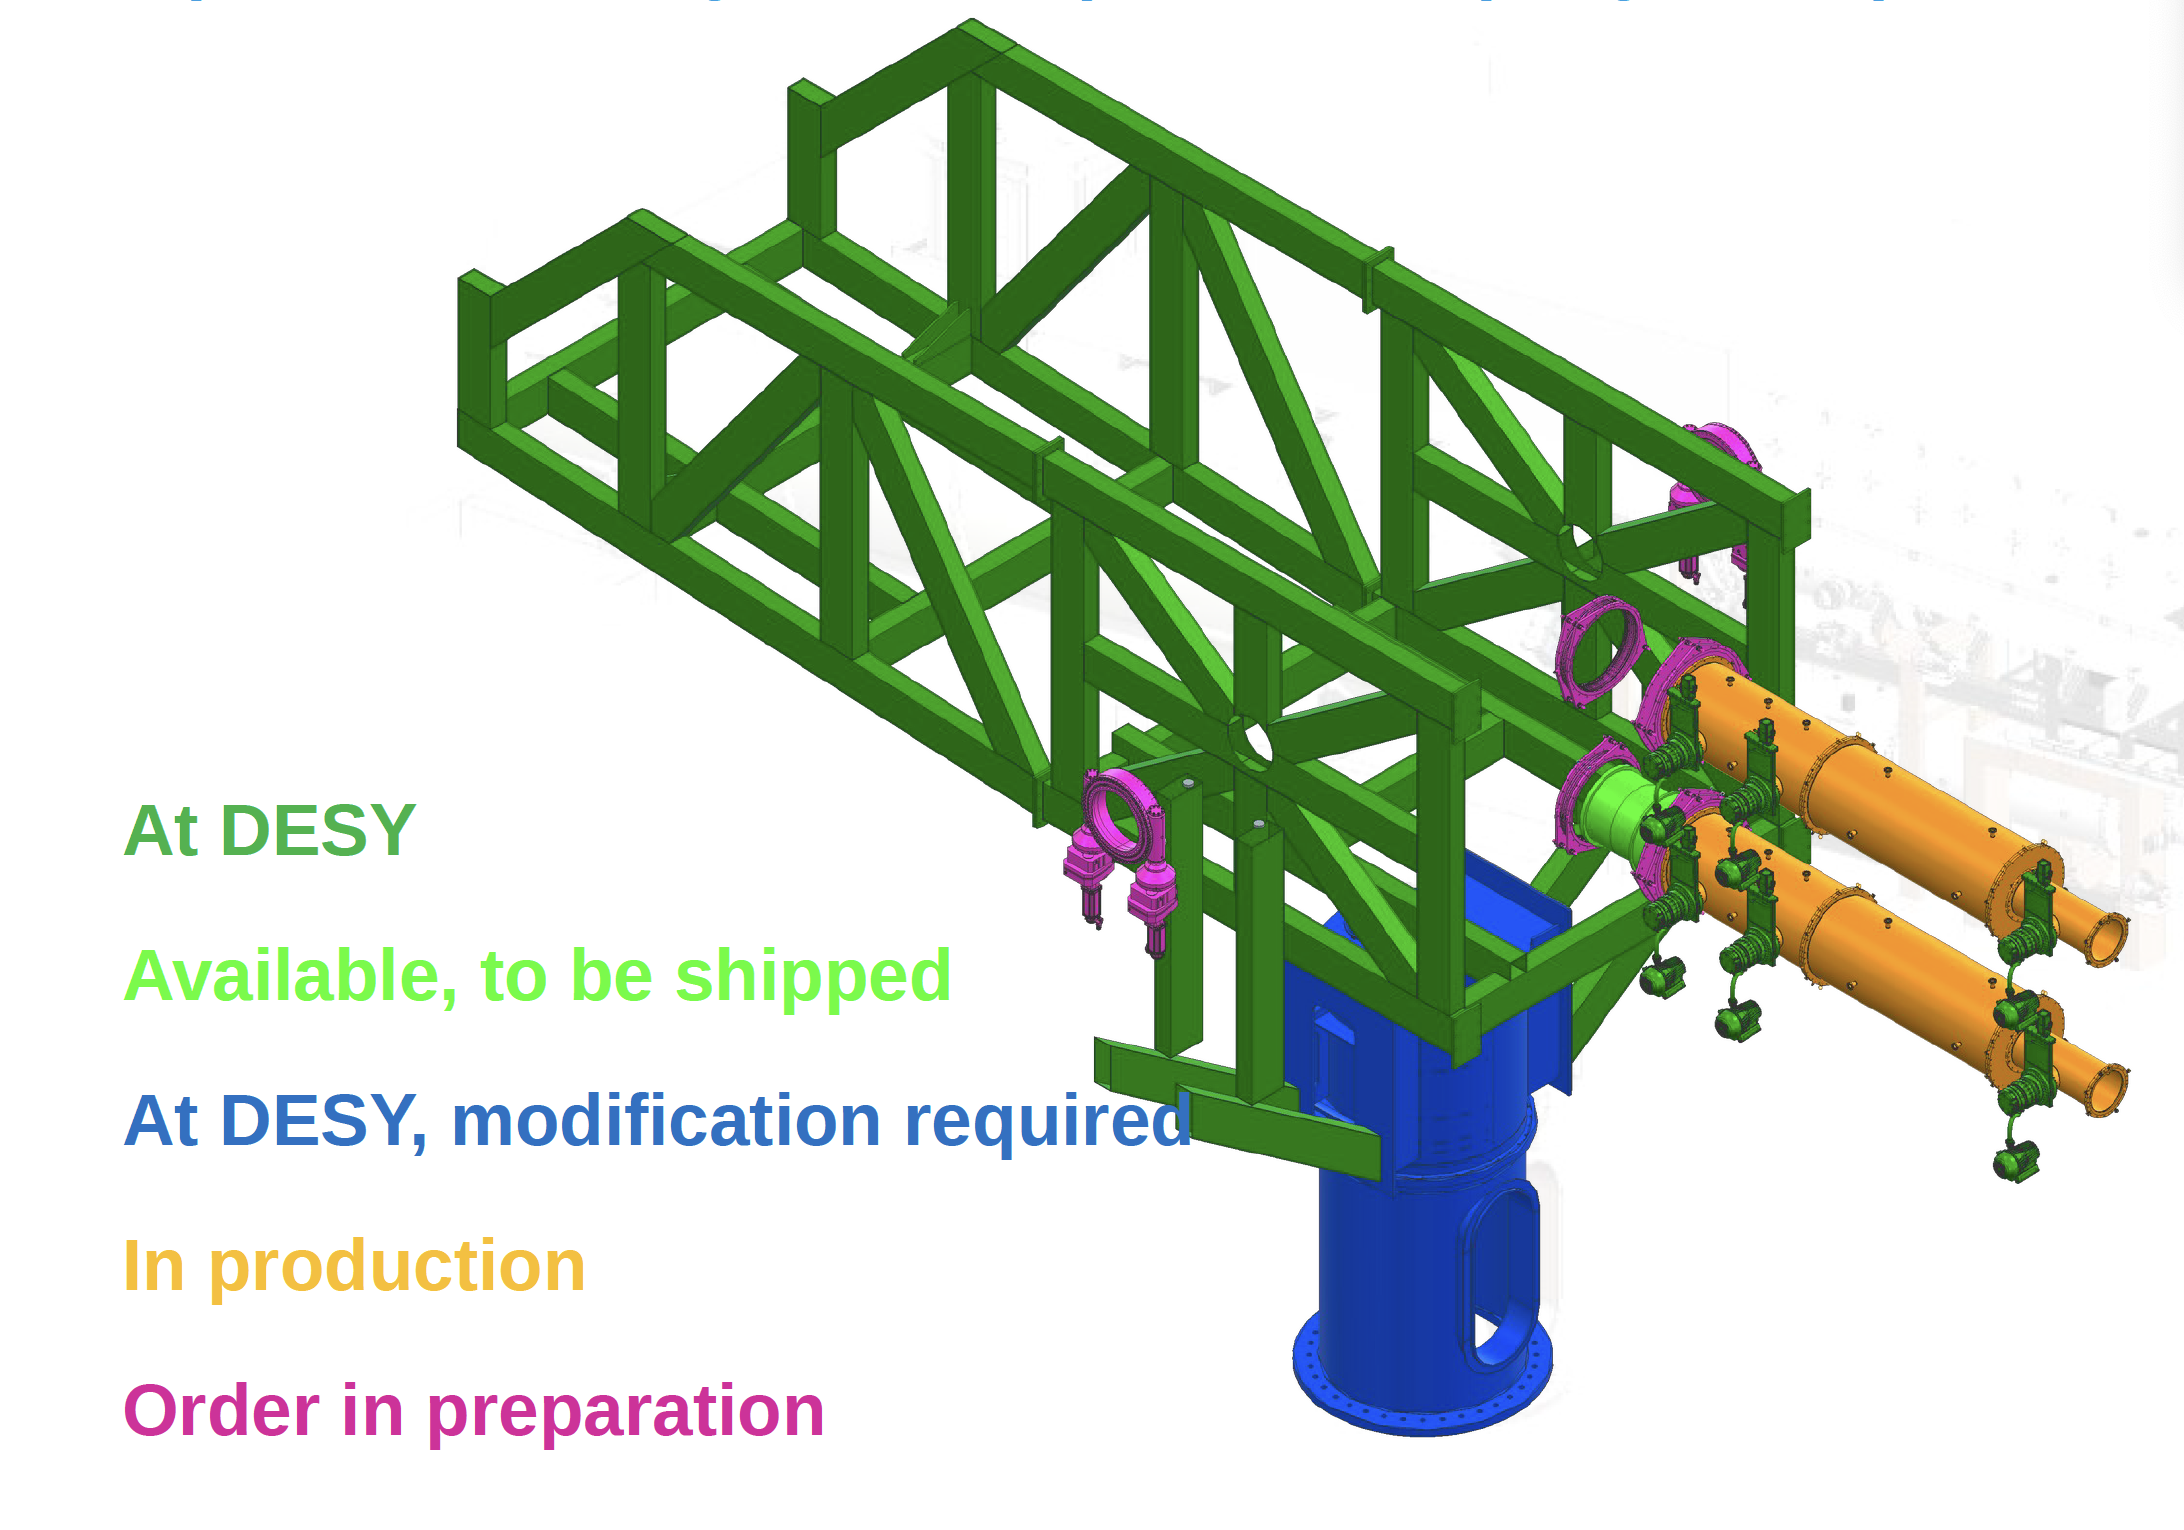 At DESY
Available, to be shipped
At DESY, modification required
In production
Order in preparation